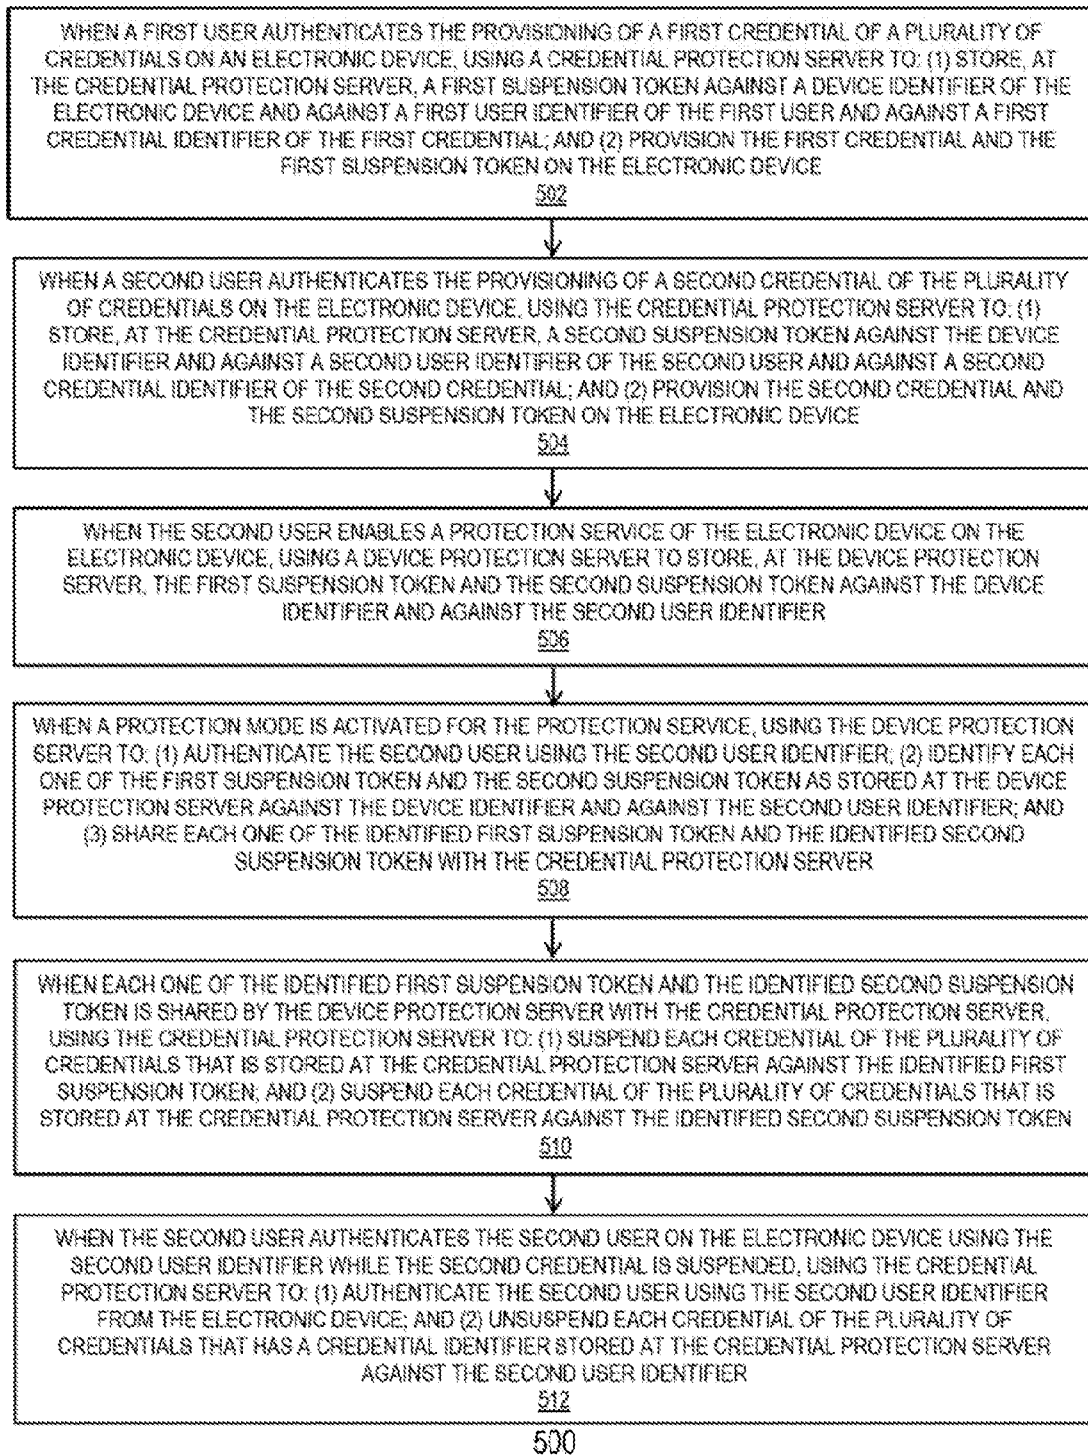 WHEN A FIRST USER AUTHENTICATES THE PROVISIONING OF A FIRST CREDENTIAL OF A PLURALITY OF
CREDENTIALS ON AN ELECTRONIC DEVICE, USING A CREDENTIAL PROTECTION SERVER TO: (1) STORE, AT
THE CREDENTIAL PROTECTION SERVER, A FIRST SUSPENSION TOKEN AGAINST A DEVICE IDENTIFIER OF THE
ELECTRONIC DEVICE AND AGAINST A FIRST USER IDENTIFIER OF THE FIRST USER AND AGAINST A FIRST
CREDENTIAL IDENTIFIER OF THE FIRST CREDENTIAL; AND (2) PROVISION THE FIRST CREDENTIAL AND THE
FIRST SUSPENSION TOKEN ON THE ELECTRONIC DEVICE
502
WHEN A SECOND USER AUTHENTICATES THE PROVISIONING OF A SECOND CREDENTIAL OF THE PLURALITY
OF CREDENTIALS ON THE ELECTRONIC DEVICE, USING THE CREDENTIAL PROTECTION SERVER TO: (1)
STORE, AT THE CREDENTIAL PROTECTION SERVER, A SECOND SUSPENSION TOKEN AGAINST THE DEVICE
IDENTIFIER AND AGAINST A SECOND USER IDENTIFIER OF THE SECOND USER AND AGAINST A SECOND
CREDENTIAL IDENTIFIER OF THE SECOND CREDENTIAL; AND (2) PROVISION THE SECOND CREDENTIAL AND
THE SECOND SUSPENSION TOKEN ON THE ELECTRONIC DEVICE
504
WHEN THE SECOND USER ENABLES A PROTECTION SERVICE OF THE ELECTRONIC DEVICE ON THE
ELECTRONIC DEVICE, USING A DEVICE PROTECTION SERVER TO STORE, AT THE DEVICE PROTECTION
SERVER, THE FIRST SUSPENSION TOKEN AND THE SECOND SUSPENSION TOKEN AGAINST THE DEVICE
IDENTIFIER AND AGAINST THE SECOND USER IDENTIFIER
506
WHEN A PROTECTION MODE IS ACTIVATED FOR THE PROTECTION SERVICE, USING THE DEVICE PROTECTION
SERVER TO: (1) AUTHENTICATE THE SECOND USER USING THE SECOND USER IDENTIFIER; (2) IDENTIFY EACH
ONE OF THE FIRST SUSPENSION TOKEN AND THE SECOND SUSPENSION TOKEN AS STORED AT THE DEVICE
PROTECTION SERVER AGAINST THE DEVICE IDENTIFIER AND AGAINST THE SECOND USER IDENTIFIER; AND
(3) SHARE EACH ONE OF THE IDENTIFIED FIRST SUSPENSION TOKEN AND THE IDENTIFIED SECOND
SUSPENSION TOKEN WITH THE CREDENTIAL PROTECTION SERVER
508
WHEN EACH ONE OF THE IDENTIFIED FIRST SUSPENSION TOKEN AND THE IDENTIFIED SECOND SUSPENSION
TOKEN IS SHARED BY THE DEVICE PROTECTION SERVER WITH THE CREDENTIAL PROTECTION SERVER,
USING THE CREDENTIAL PROTECTION SERVER TO: (1) SUSPEND EACH CREDENTIAL OF THE PLURALITY OF
CREDENTIALS THAT IS STORED AT THE CREDENTIAL PROTECTION SERVER AGAINST THE IDENTIFIED FIRST
SUSPENSION TOKEN; AND (2) SUSPEND EACH CREDENTIAL OF THE PLURALITY OF CREDENTIALS THAT IS
STORED AT THE CREDENTIAL PROTECTION SERVER AGAINST THE IDENTIFIED SECOND SUSPENSION TOKEN
510
WHEN THE SECOND USER AUTHENTICATES THE SECOND USER ON THE ELECTRONIC DEVICE USING THE
SECOND USER IDENTIFIER WHILE THE SECOND CREDENTIAL IS SUSPENDED, USING THE CREDENTIAL
PROTECTION SERVER TO: (1) AUTHENTICATE THE SECOND USER USING THE SECOND USER IDENTIFIER
FROM THE ELECTRONIC DEVICE; AND (2) UNSUSPEND EACH CREDENTIAL OF THE PLURALITY OF
CREDENTIALS THAT HAS A CREDENTIAL IDENTIFIER STORED AT THE CREDENTIAL PROTECTION SERVER
AGAINST THE SECOND USER IDENTIFIER
512
500